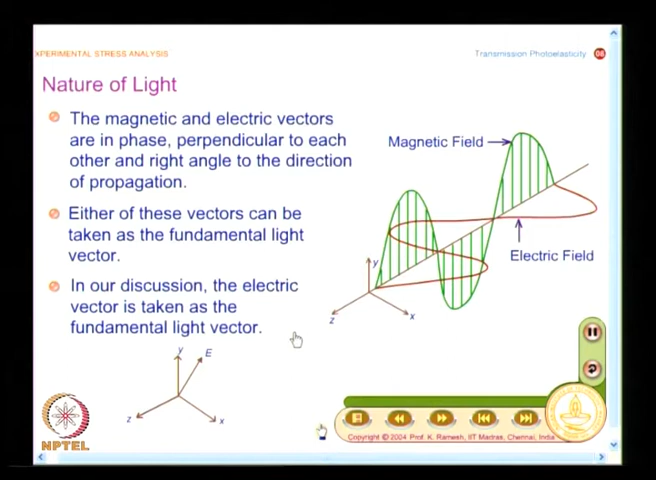 XPERIMENTAL STRESS ANALYSIS
Transmission Photoelasticity
Nature of Light
The magnetic and electric vectors
are in phase, perpendicular to each
other and right angle to the direction
of propagation.
Either of these vectors can be
taken as the fundamental light
vector.
In our discussion, the electric
vector is taken as the
fundamental light vector.
Magnetic Field
Electric Field
y
z
x
y
E
z
x
NPTEL
Copyright © 2004 Prof. K. Ramesh, IIT Madras, Chennai, India